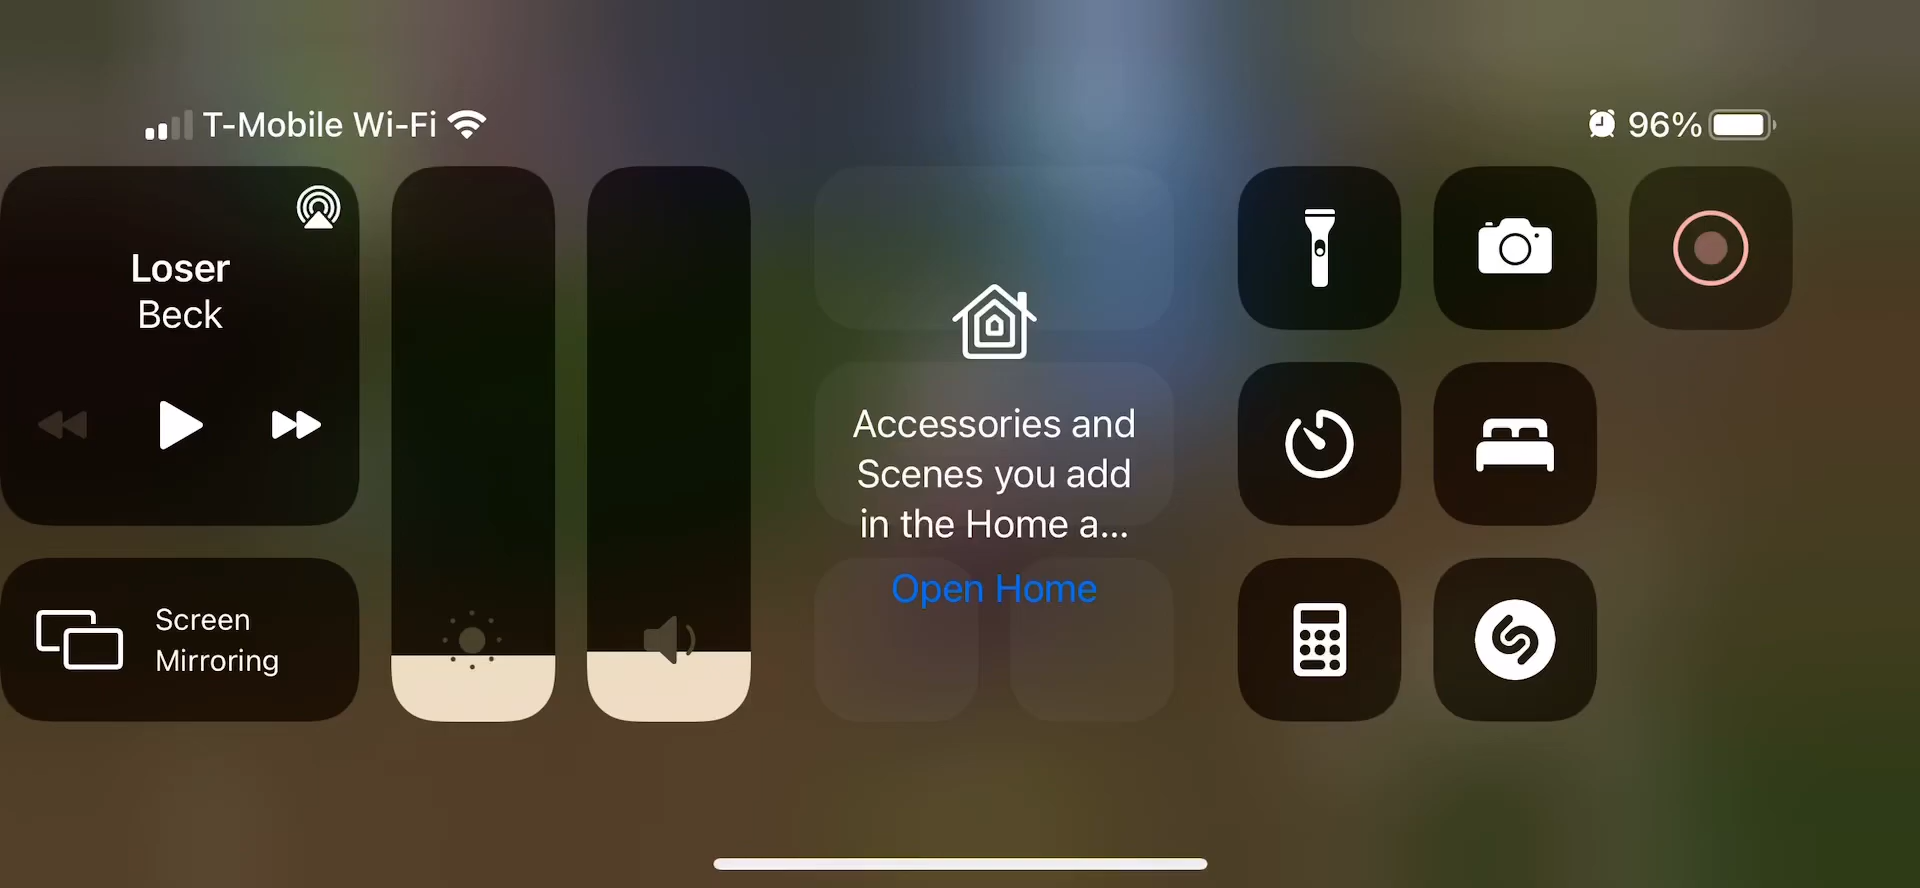 T-Mobile Wi-Fi
96%
Loser
Beck
Screen
Mirroring
Accessories and
Scenes you add
in the Home a...
Open Home